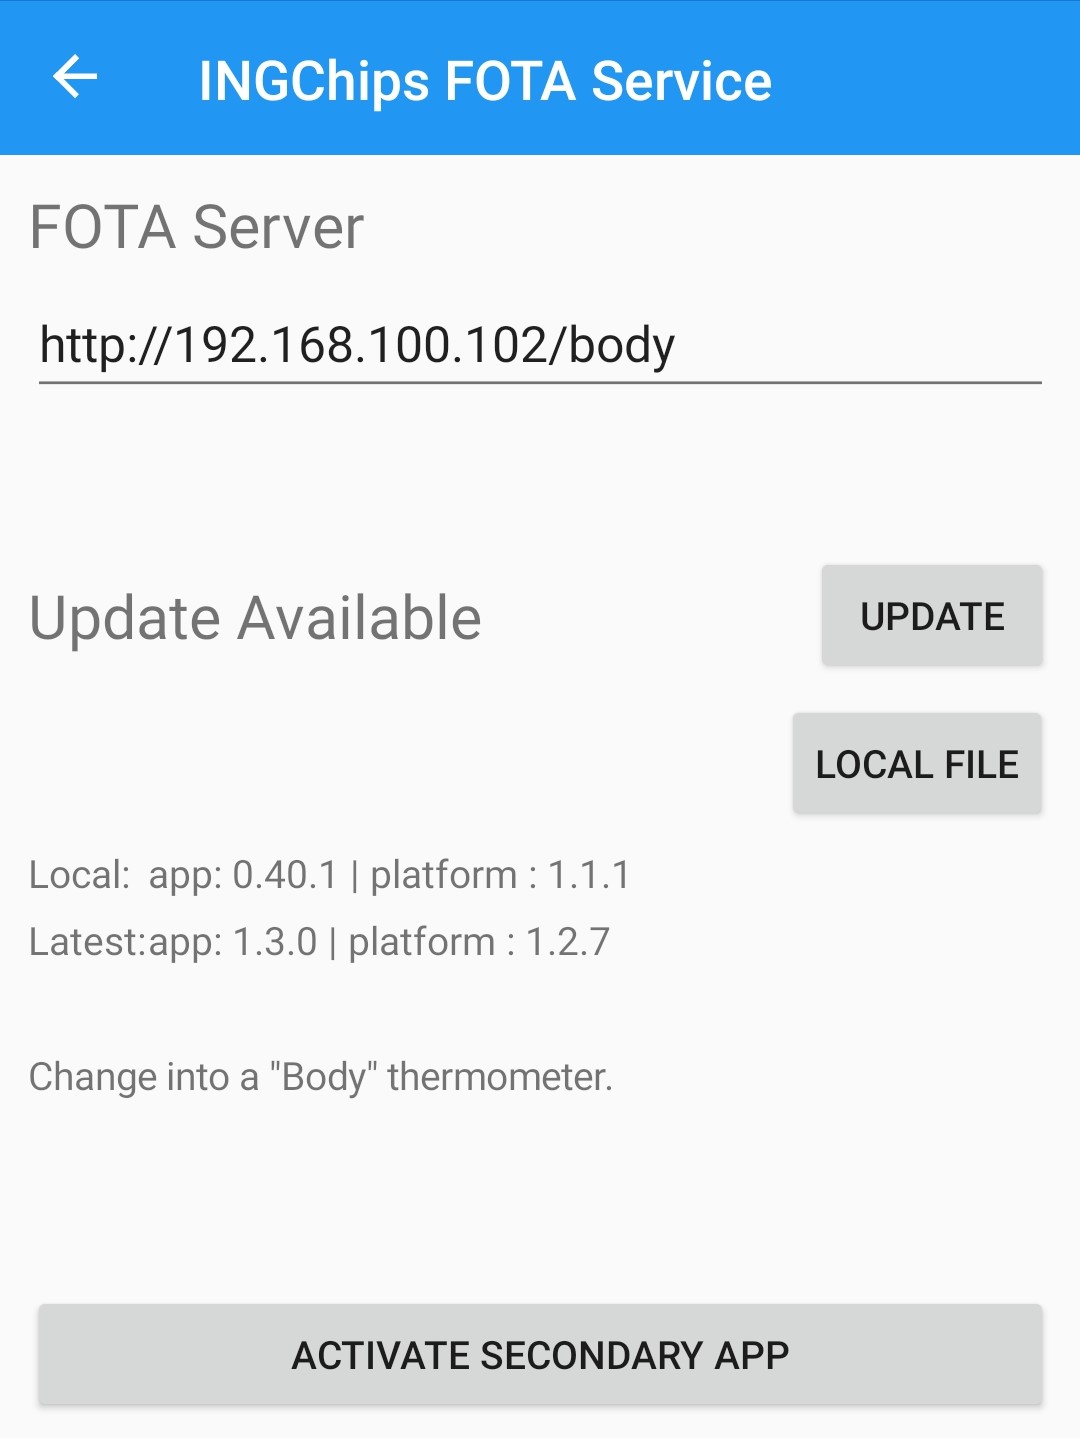 INGChips FOTA Service
FOTA Server
http://192.168.100.102/body
Update Available
UPDATE
LOCAL FILE
Local: app: 0.40.1 | platform : 1.1.1
Latest:app: 1.3.0 | platform : 1.2.7
Change into a "Body" thermometer.
ACTIVATE SECONDARY APP